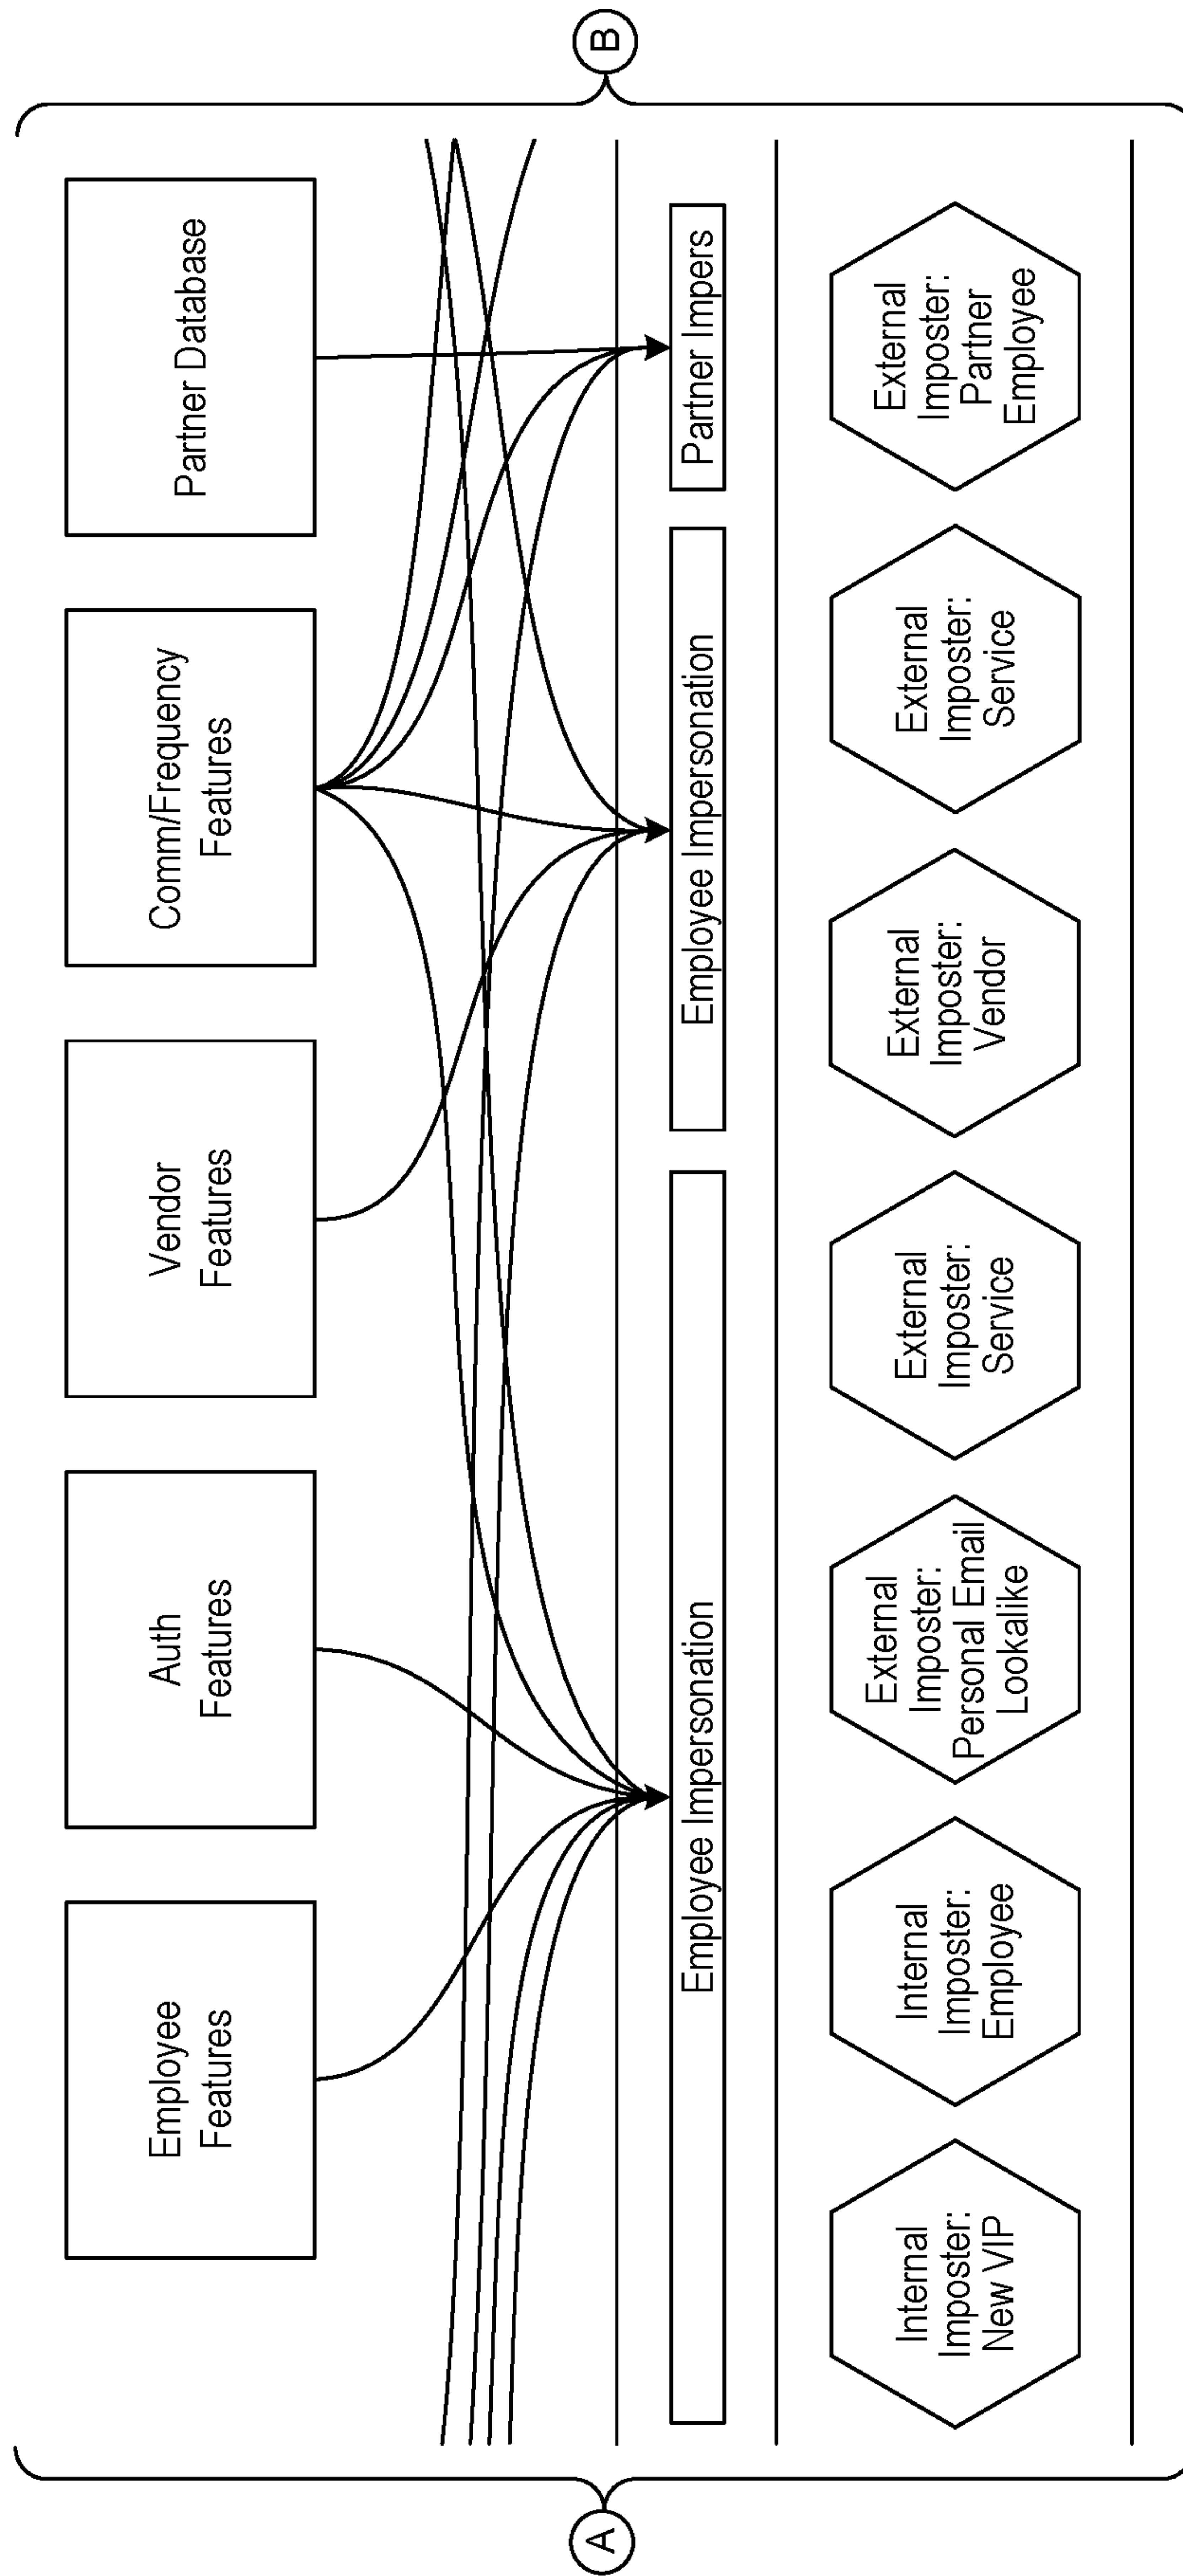 A
Employee
Features
Auth
Features
Vendor
Features
Comm/Frequency
Features
Partner Database
B
Employee Impersonation
Employee Impersonation
Partner Impers
Internal
Imposter:
New VIP
Internal
Imposter:
Employee
External
Imposter:
Personal Email
Lookalike
External
Imposter:
Service
External
Imposter:
Vendor
External
Imposter:
Service
External
Imposter:
Partner
Employee